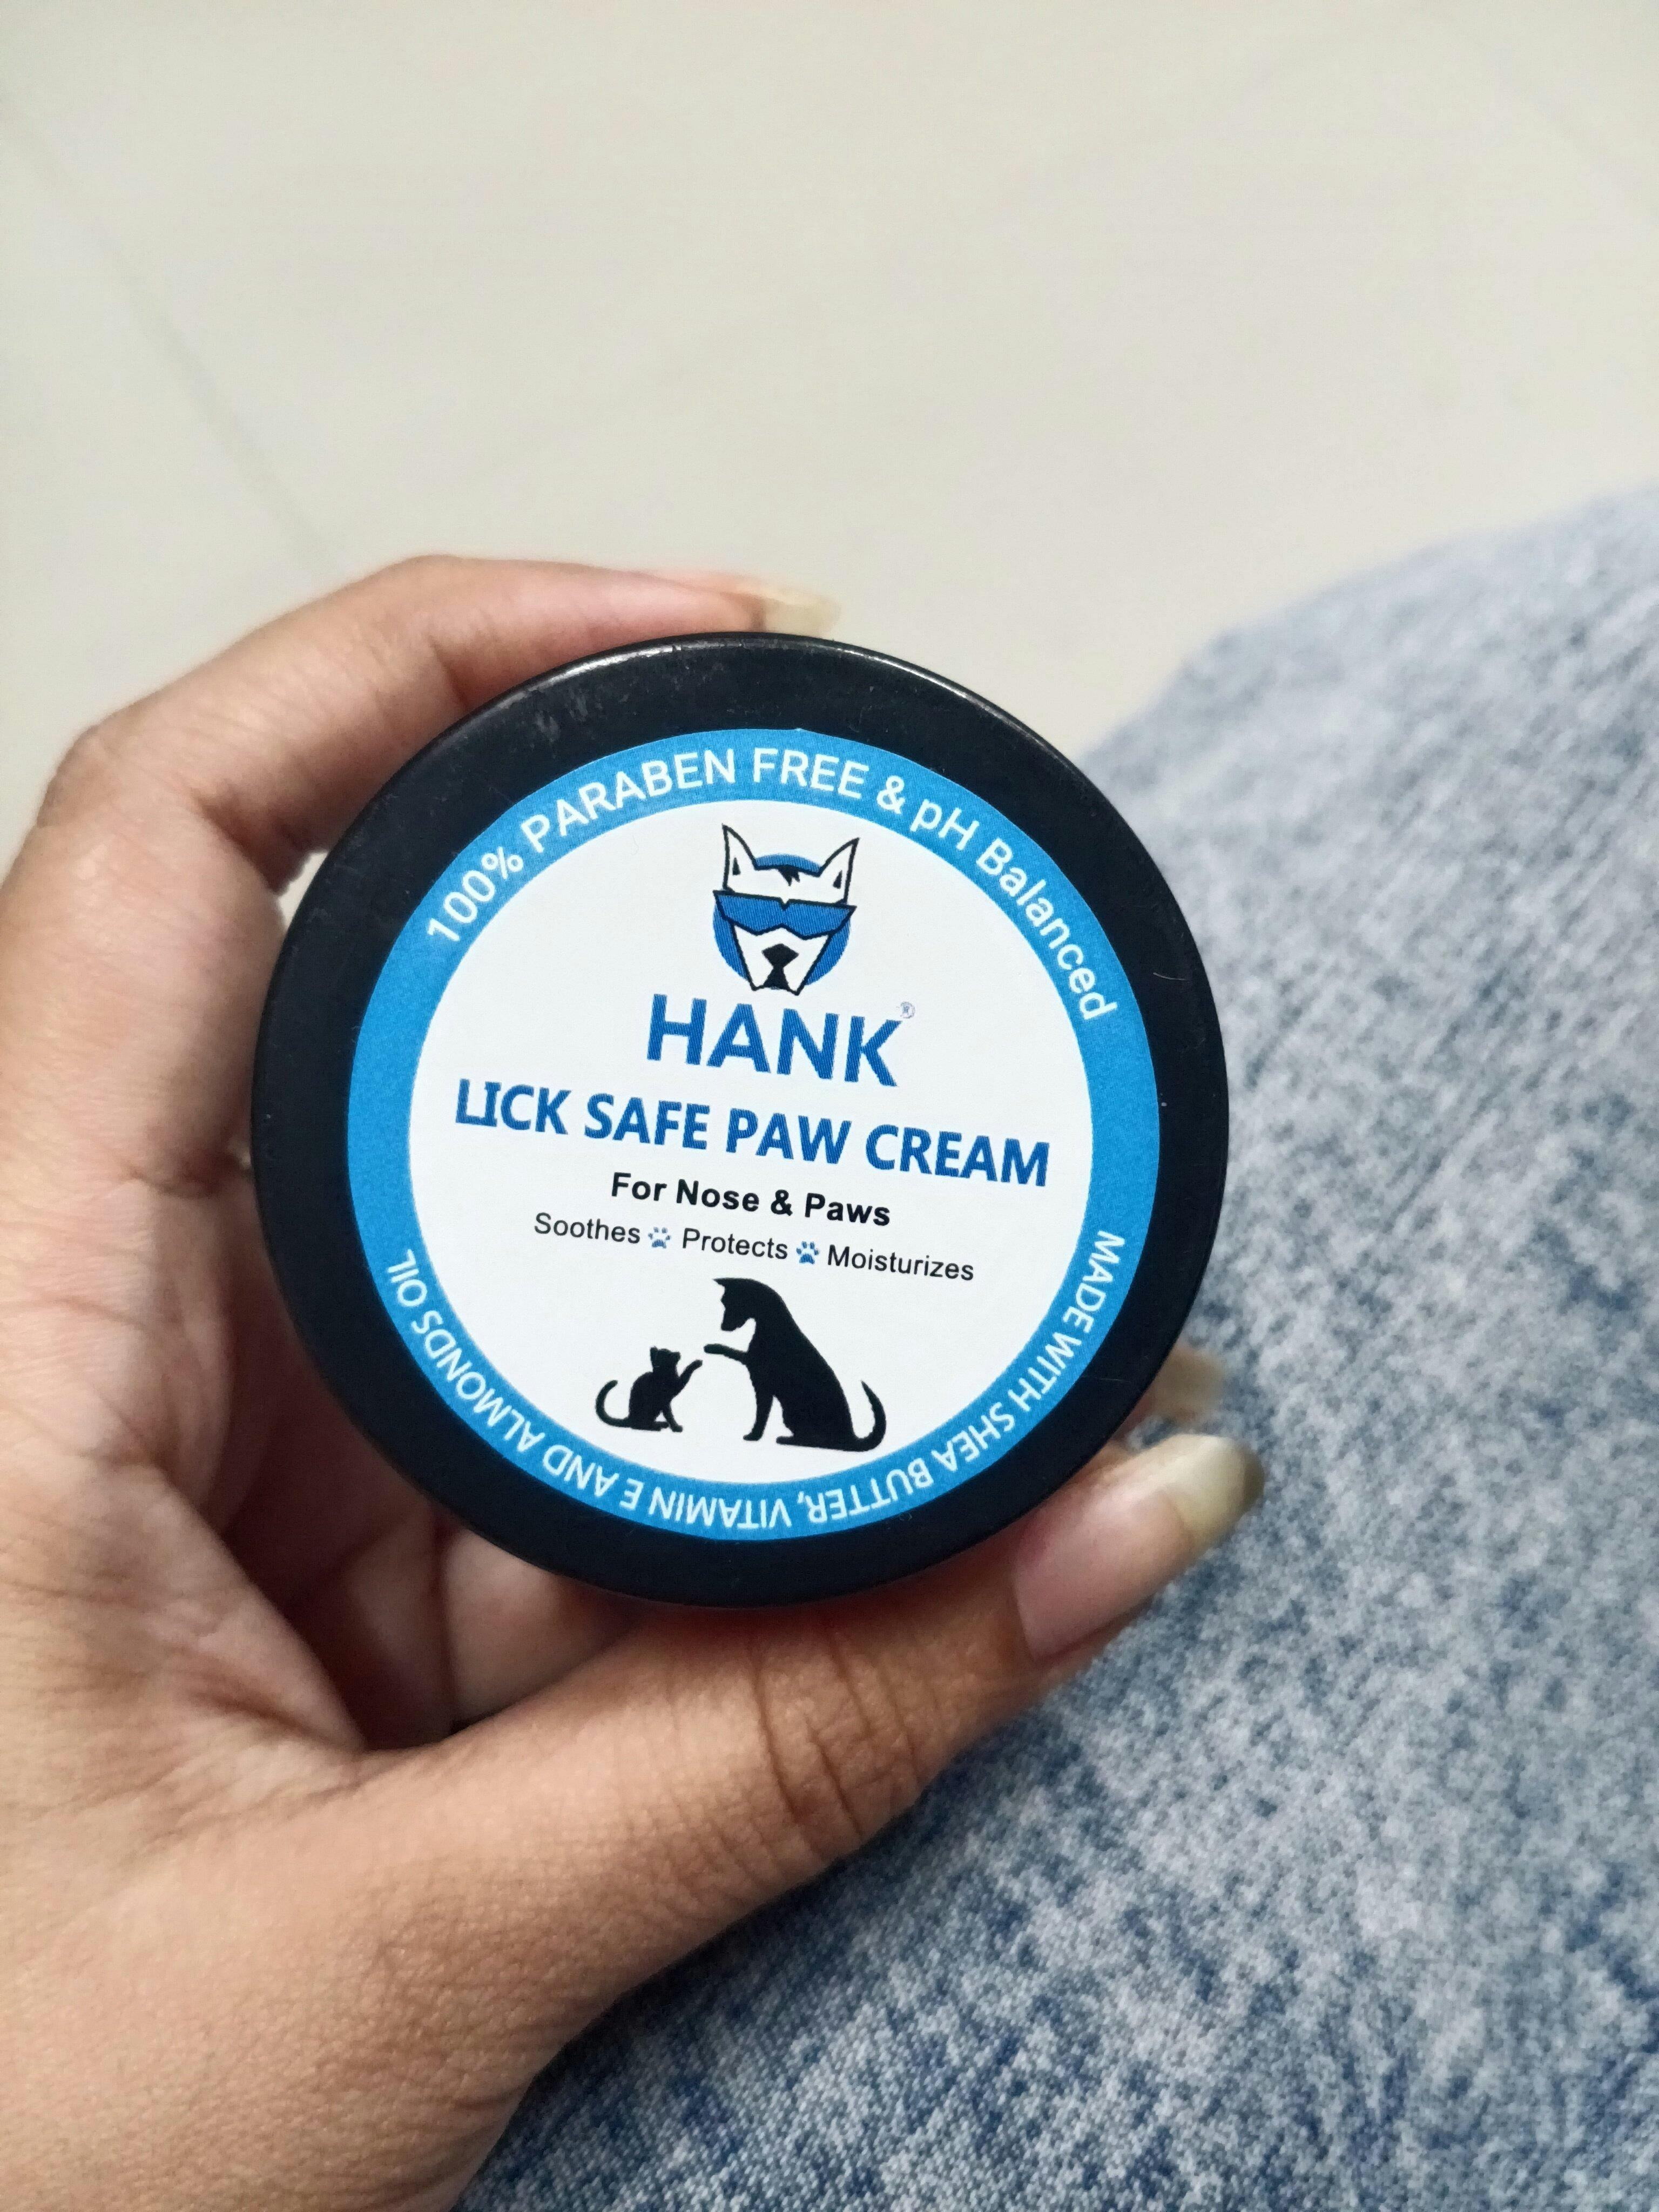 100% PARABEN FREE & pH Balanced
HANK®
LICK SAFE PAW CREAM
For Nose & Paws
Soothes Protects Moisturizes
MADE WITH SHEA BUTTER, VITAMIN E AND ALMONDS OIL